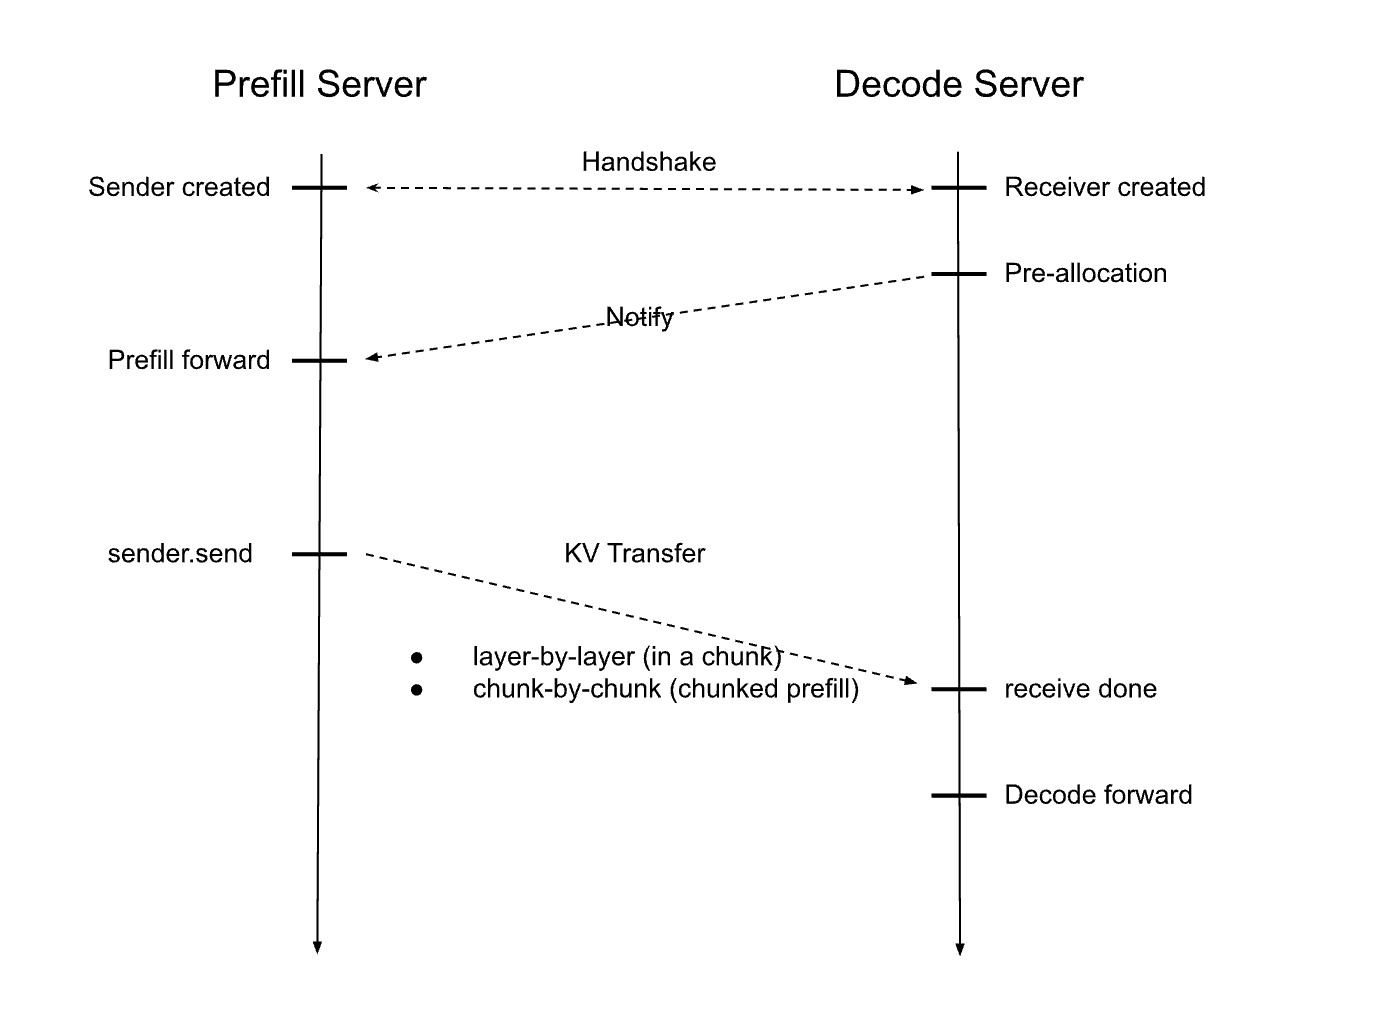 Prefill Server
Decode Server
Handshake
Sender created
Receiver created
Pre-allocation
Notify
Prefill forward
sender.send
KV Transfer
● layer-by-layer (in a chunk)
● chunk-by-chunk (chunked prefill)
receive done
Decode forward